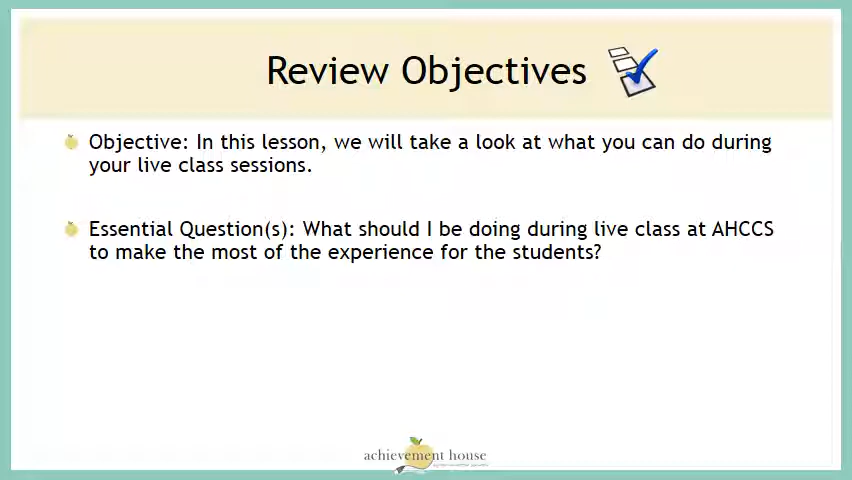 Review Objectives
Objective: In this lesson, we will take a look at what you can do during
your live class sessions.
Essential Question(s): What should I be doing during live class at AHCCS
to make the most of the experience for the students?
achievement house